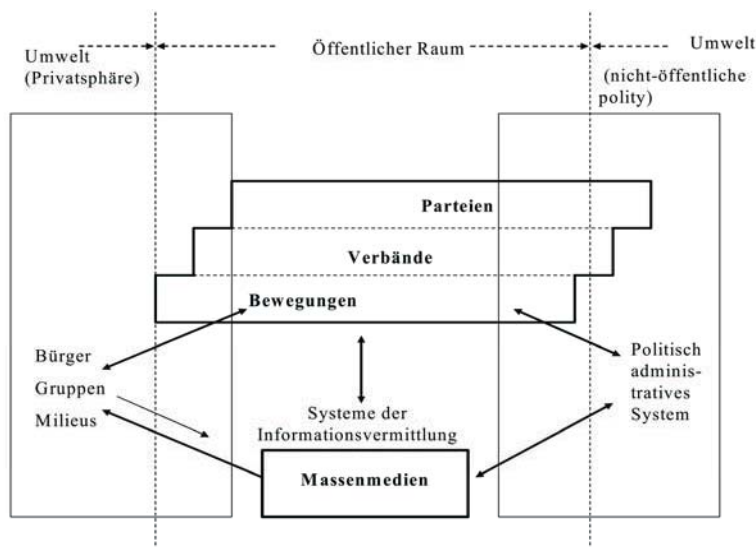 Umwelt
(Privatsphäre)
Öffentlicher Raum
Umwelt
(nicht-öffentliche
polity)
Parteien
Verbände
Bewegungen
Bürger
Gruppen
Milieus
Politisch
adminis-
tratives
System
Systeme der
Informationsvermittlung
Massenmedien